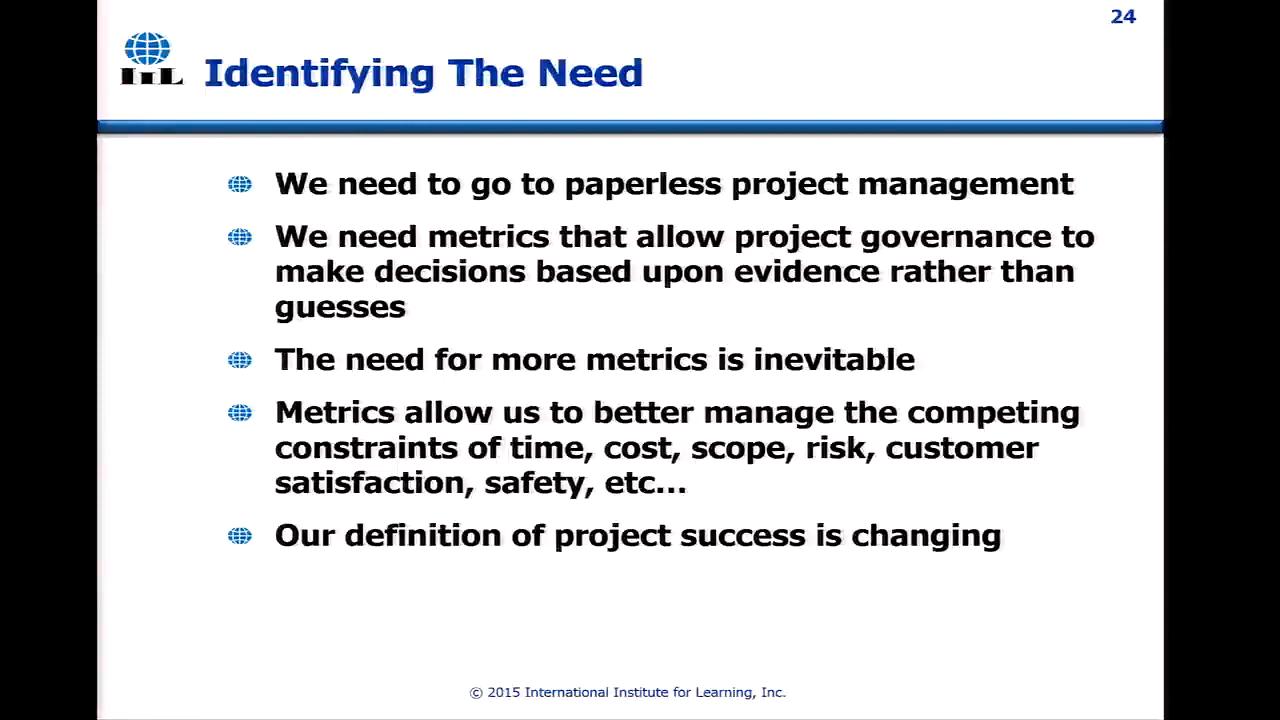 24
IIL
Identifying The Need
We need to go to paperless project management
We need metrics that allow project governance to
make decisions based upon evidence rather than
guesses
The need for more metrics is inevitable
Metrics allow us to better manage the competing
constraints of time, cost, scope, risk, customer
satisfaction, safety, etc...
Our definition of project success is changing
© 2015 International Institute for Learning, Inc.